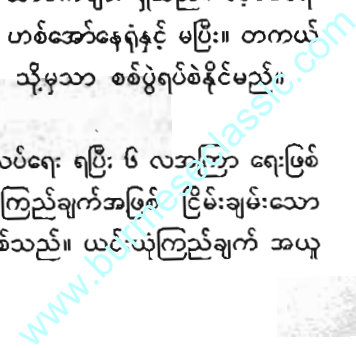 ဟစ်အော်နေရုံနှင့် မပြီး။ တကယ်
သို့မှသာ စစ်ပွဲရပ်စဲနိုင်မည်။
လပ်ရေး ရပြီး ၆ လအကြာ ရေးဖြစ်
ကြည်ချက်အဖြစ် ငြိမ်းချမ်းသော
စ်သည်။ ယင်းယုံကြည်ချက် အယူ
www.burmeseclassic.com